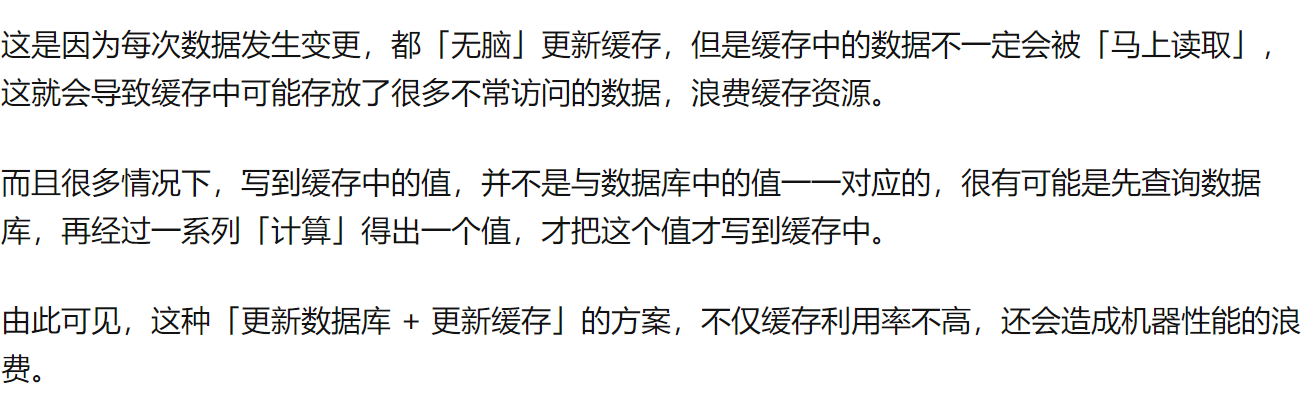 这是因为每次数据发生变更，都「无脑」更新缓存，但是缓存中的数据不一定会被「马上读取」，
这就会导致缓存中可能存放了很多不常访问的数据，浪费缓存资源。
而且很多情况下，写到缓存中的值，并不是与数据库中的值一一对应的，很有可能是先查询数据
库，再经过一系列「计算」得出一个值，才把这个值才写到缓存中。
由此可见，这种「更新数据库 + 更新缓存」的方案，不仅缓存利用率不高，还会造成机器性能的浪
费。